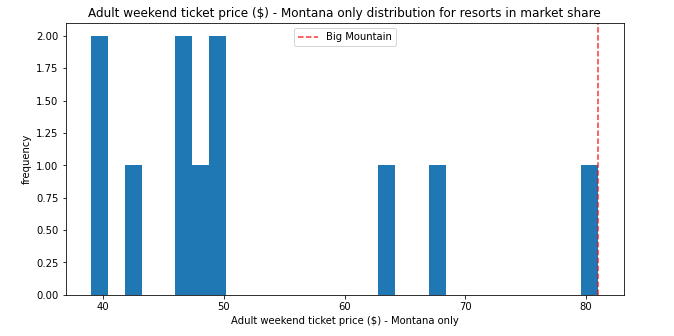 Adult weekend ticket price ($) - Montana only distribution for resorts in market share
Big Mountain
2.00
1.75
1.50
1.25
1.00
0.75
0.50
0.25
0.00
frequency
40 50 60 70 80
Adult weekend ticket price ($) - Montana only